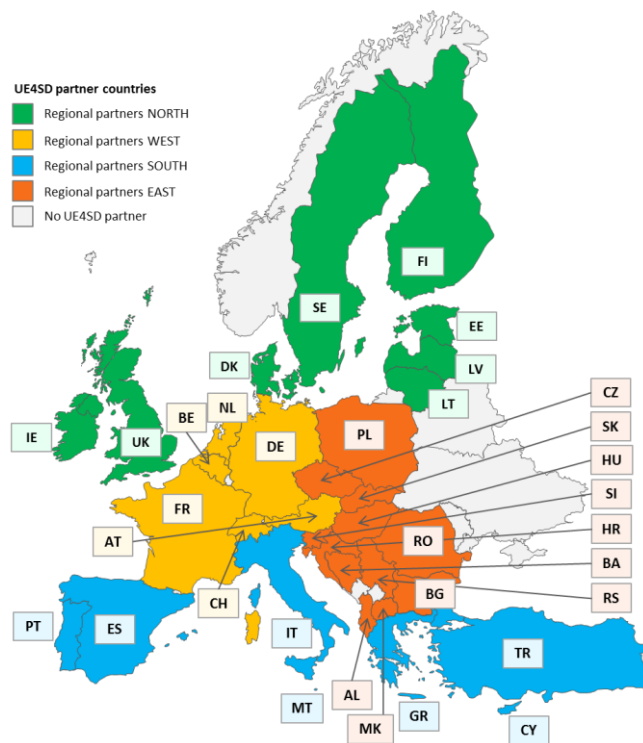 UE4SD partner countries
Regional partners NORTH
Regional partners WEST
Regional partners SOUTH
Regional partners EAST
No UE4SD partner
FI
SE
EE
DK
LV
NL
CZ
BE
LT
SK
IE
UK
DE
PL
HU
FR
SI
AT
RO
HR
BA
CH
BG
RS
PT
ES
IT
TR
AL
MT
GR
MK
CY